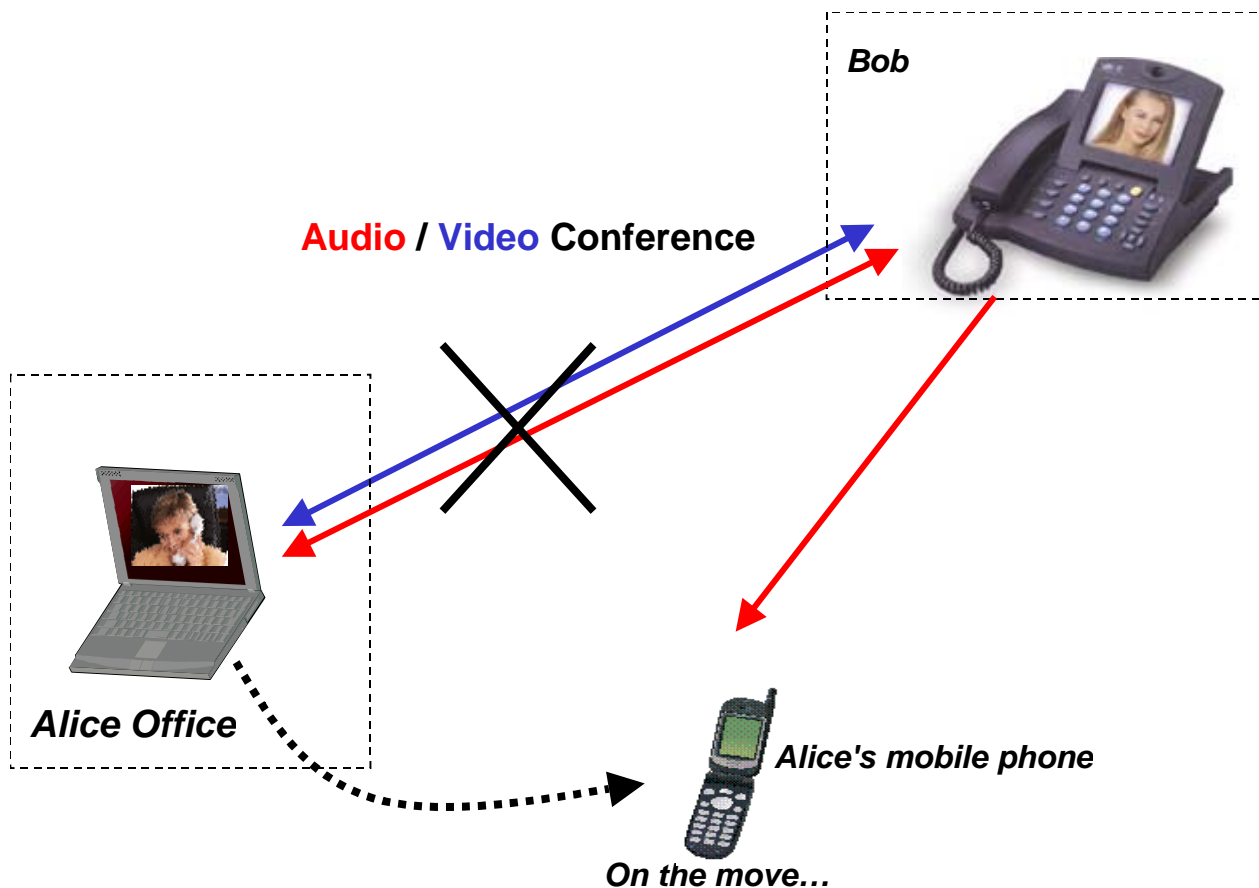 Bob
Audio / Video Conference
Alice Office
Alice's mobile phone
On the move…